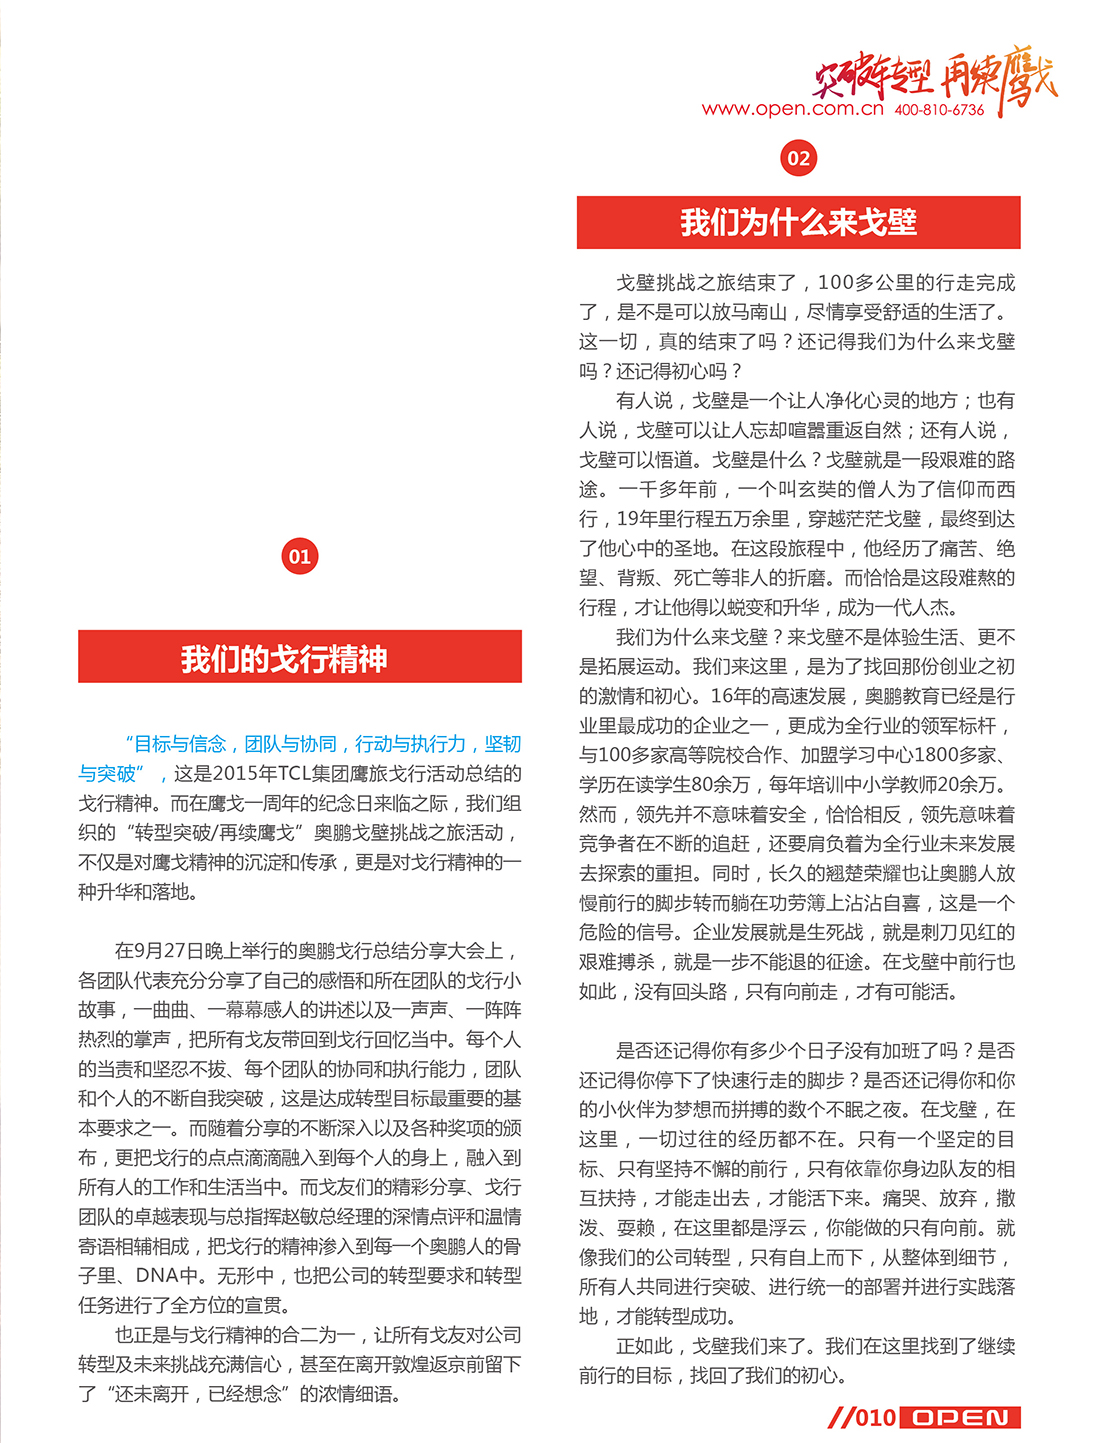 突破转型 再续鹰戈
www.open.com.cn 400-810-6736
01
我们的戈行精神
“目标与信念，团队与协同，行动与执行力，坚韧
与突破”，这是2015年TCL集团鹰旅戈行活动总结的
戈行精神。而在鹰戈一周年的纪念日来临之际，我们组
织的“转型突破/再续鹰戈”奥鹏戈壁挑战之旅活动，
不仅是对鹰戈精神的沉淀和传承，更是对戈行精神的一
种升华和落地。
在9月27日晚上举行的奥鹏戈行总结分享大会上，
各团队代表充分分享了自己的感悟和所在团队的戈行小
故事，一曲曲、一幕幕感人的讲述以及一声声、一阵阵
热烈的掌声，把所有戈友带回到戈行回忆当中。每个人
的当责和坚忍不拔、每个团队的协同和执行能力，团队
和个人的不断自我突破，这是达成转型目标最重要的基
本要求之一。而随着分享的不断深入以及各种奖项的颁
布，更把戈行的点点滴滴融入到每个人的身上，融入到
所有人的工作和生活当中。而戈友们的精彩分享、戈行
团队的卓越表现与总指挥赵敏总经理的深情点评和温情
寄语相辅相成，把戈行的精神渗入到每一个奥鹏人的骨
子里、DNA中。无形中，也把公司的转型要求和转型
任务进行了全方位的宣贯。
也正是与戈行精神的合二为一，让所有戈友对公司
转型及未来挑战充满信心，甚至在离开敦煌返京前留下
了“还未离开，已经想念”的浓情细语。
02
我们为什么来戈壁
戈壁挑战之旅结束了，100多公里的行走完成
了，是不是可以放马南山，尽情享受舒适的生活了。
这一切，真的结束了吗？还记得我们为什么来戈壁
吗？还记得初心吗？
有人说，戈壁是一个让人净化心灵的地方；也有
人说，戈壁可以让人忘却喧嚣重返自然；还有人说，
戈壁可以悟道。戈壁是什么？戈壁就是一段艰难的路
途。一千多年前，一个叫玄奘的僧人为了信仰而西
行，19年里行程五万余里，穿越茫茫戈壁，最终到达
了他心中的圣地。在这段旅程中，他经历了痛苦、绝
望、背叛、死亡等非人的折磨。而恰恰是这段难熬的
行程，才让他得以蜕变和升华，成为一代人杰。
我们为什么来戈壁？来戈壁不是体验生活、更不
是拓展运动。我们来这里，是为了找回那份创业之初
的激情和初心。16年的高速发展，奥鹏教育已经是行
业里最成功的企业之一，更成为全行业的领军标杆，
与100多家高等院校合作、加盟学习中心1800多家、
学历在读学生80余万，每年培训中小学教师20余万。
然而，领先并不意味着安全，恰恰相反，领先意味着
竞争者在不断的追赶，还要肩负着为全行业未来发展
去探索的重担。同时，长久的翘楚荣耀也让奥鹏人放
慢前行的脚步转而躺在功劳簿上沾沾自喜，这是一个
危险的信号。企业发展就是生死战，就是刺刀见红的
艰难搏杀，就是一步不能退的征途。在戈壁中前行也
如此，没有回头路，只有向前走，才有可能活。
是否还记得你有多少个日子没有加班了吗？是否
还记得你停下了快速行走的脚步？是否还记得你和你
的小伙伴为梦想而拼搏的数个不眠之夜。在戈壁，在
这里，一切过往的经历都不在。只有一个坚定的目
标、只有坚持不懈的前行，只有依靠你身边队友的相
互扶持，才能走出去，才能活下来。痛哭、放弃，撒
泼、耍赖，在这里都是浮云，你能做的只有向前。就
像我们的公司转型，只有自上而下，从整体到细节，
所有人共同进行突破、进行统一的部署并进行实践落
地，才能转型成功。
正如此，戈壁我们来了。我们在这里找到了继续
前行的目标，找回了我们的初心。
//010 OPEN